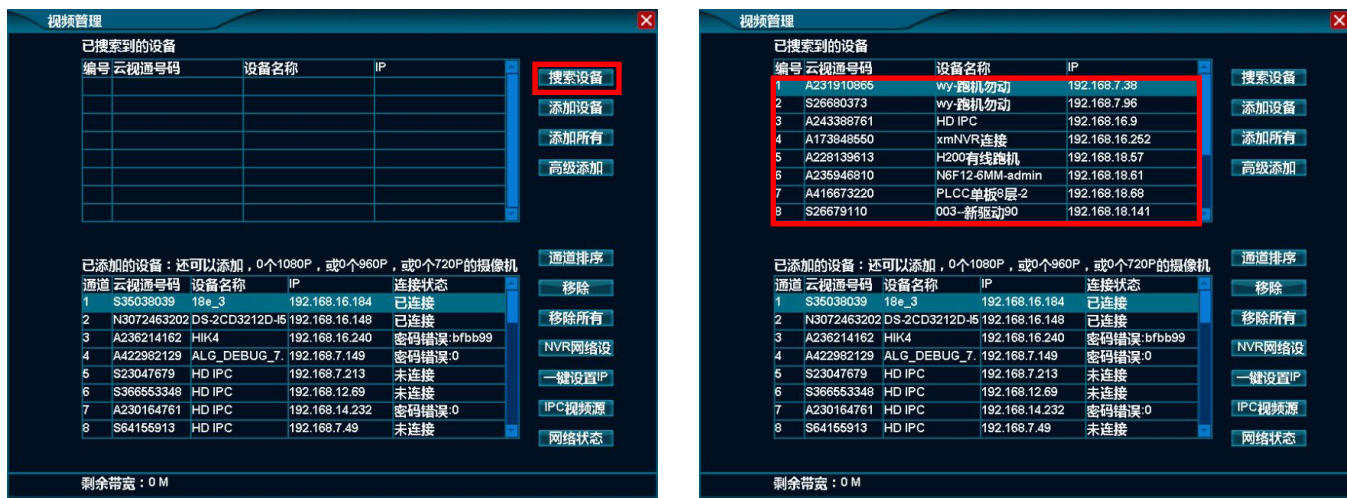 视频管理
已搜索到的设备
编号 云视通号码 设备名称 IP
搜索设备
添加设备
添加所有
高级添加
已添加的设备：还可以添加，0个1080P，或0个960P，或0个720P的摄像机
通道 云视通号码 设备名称 IP 连接状态
1 S35038039 18e_3 192.168.16.184 已连接
2 N3072463202 DS-2CD3212D-I5 192.168.16.148 已连接
3 A236214162 HIK4 192.168.16.240 密码错误:bfbb99
4 A422982129 ALG_DEBUG_7. 192.168.7.149 密码错误:0
5 S23047679 HD IPC 192.168.7.213 未连接
6 S366553348 HD IPC 192.168.12.69 未连接
7 A230164761 HD IPC 192.168.14.232 密码错误:0
8 S64155913 HD IPC 192.168.7.49 未连接
通道排序
移除
移除所有
NVR网络设
一键设置IP
IPC视频源
网络状态
剩余带宽：0 M
视频管理
已搜索到的设备
编号 云视通号码 设备名称 IP
1 A231910865 wy-跑机勿动 192.168.7.38
2 S26680373 wy-跑机勿动 192.168.7.96
3 A243388761 HD IPC 192.168.16.9
4 A173848550 xmNVR连接 192.168.16.252
5 A228139613 H200有线跑机 192.168.18.57
6 A235946810 N6F12-6MM-admin 192.168.18.61
7 A416673220 PLCC单板8层-2 192.168.18.68
8 S26679110 003--新驱动90 192.168.18.141
搜索设备
添加设备
添加所有
高级添加
已添加的设备：还可以添加，0个1080P，或0个960P，或0个720P的摄像机
通道 云视通号码 设备名称 IP 连接状态
1 S35038039 18e_3 192.168.16.184 已连接
2 N3072463202 DS-2CD3212D-I5 192.168.16.148 已连接
3 A236214162 HIK4 192.168.16.240 密码错误:bfbb99
4 A422982129 ALG_DEBUG_7. 192.168.7.149 密码错误:0
5 S23047679 HD IPC 192.168.7.213 未连接
6 S366553348 HD IPC 192.168.12.69 未连接
7 A230164761 HD IPC 192.168.14.232 密码错误:0
8 S64155913 HD IPC 192.168.7.49 未连接
通道排序
移除
移除所有
NVR网络设
一键设置IP
IPC视频源
网络状态
剩余带宽：0 M